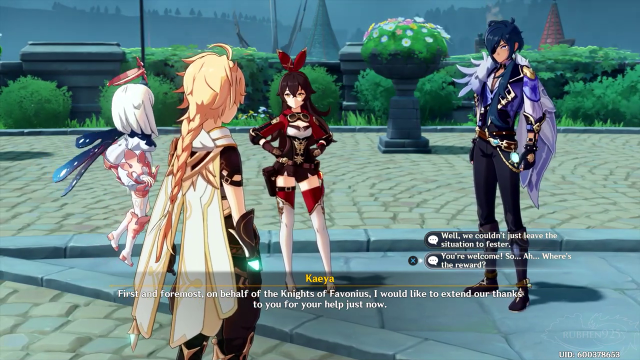 Well, we couldn't just leave the
situation to fester.
You're welcome! So... Ah... Where's
the reward?
Kaeya
First and foremost, on behalf of the Knights of Favonius, I would like to extend our thanks
to you for your help just now.
UID: 600378653